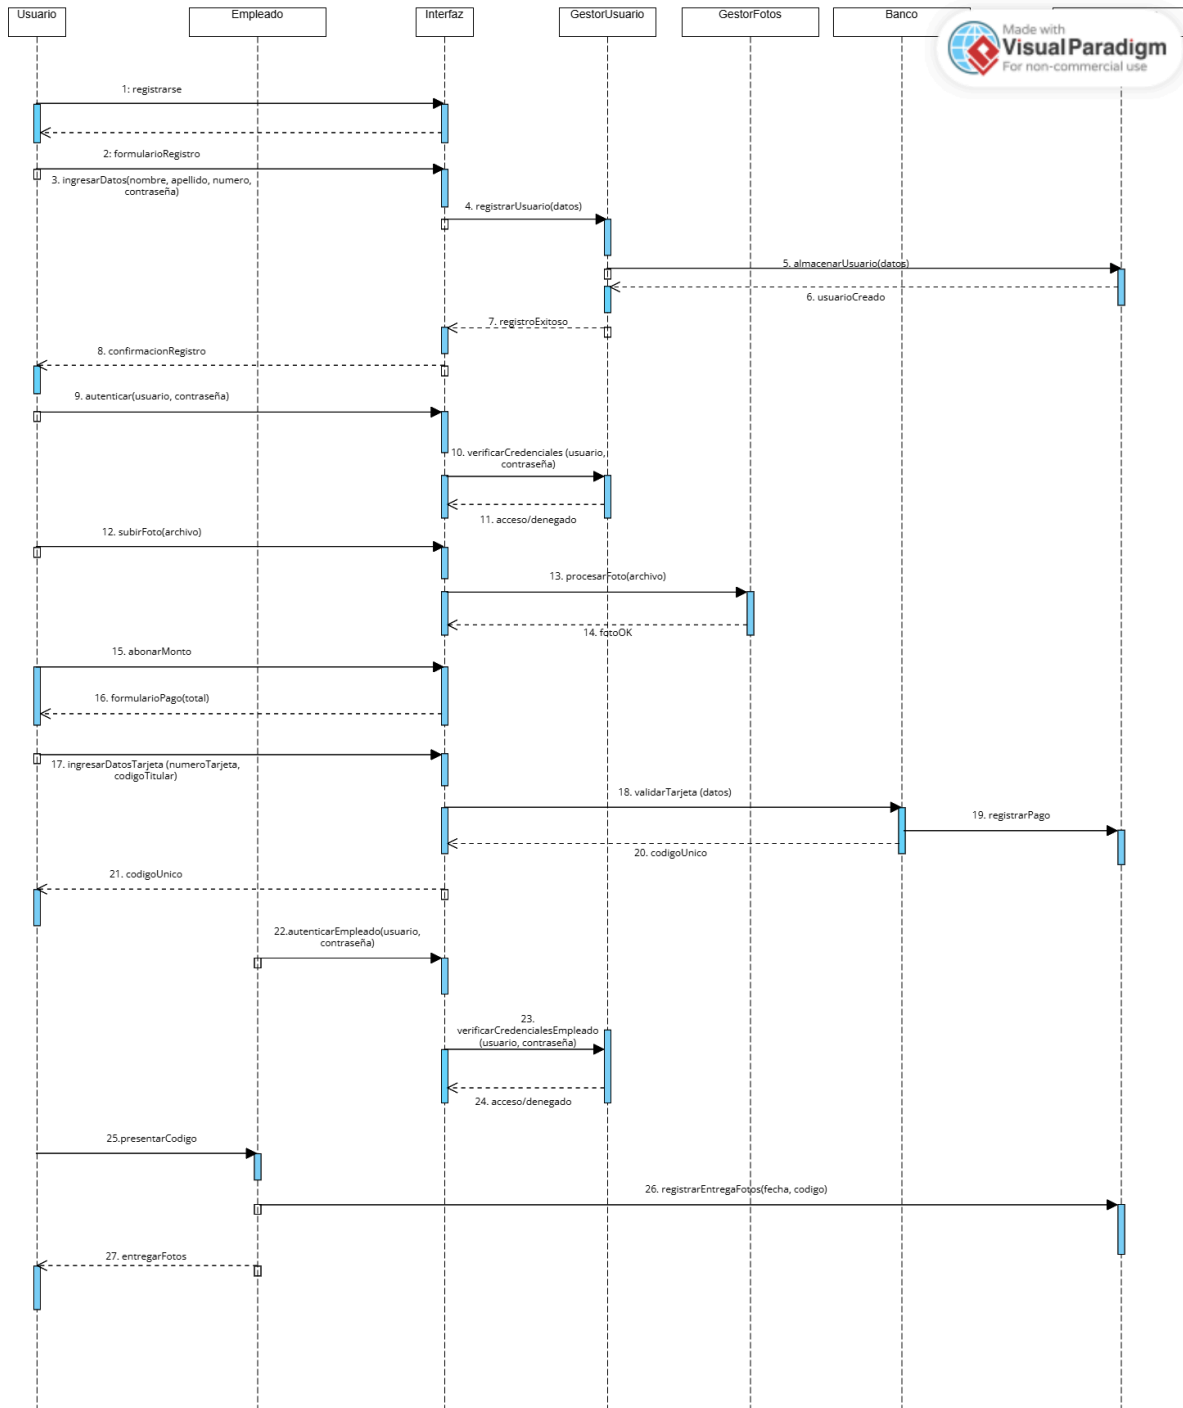 Usuario
Empleado
Interfaz
GestorUsuario
GestorFotos
Banco
Made with
Visual Paradigm
For non-commercial use
1: registrarse
2: formularioRegistro
3. ingresarDatos(nombre, apellido, numero,
contraseña)
4. registrarUsuario(datos)
5. almacenarUsuario(datos)
6. usuarioCreado
7. registroExitoso
8. confirmacionRegistro
9. autenticar(usuario, contraseña)
10. verificarCredenciales (usuario,
contraseña)
11. acceso/denegado
12. subirFoto(archivo)
13. procesarFoto(archivo)
14. fotoOK
15. abonarMonto
16. formularioPago(total)
17. ingresarDatosTarjeta (numeroTarjeta,
codigoTitular)
18. validarTarjeta (datos)
19. registrarPago
20. codigoUnico
21. codigoUnico
22.autenticarEmpleado(usuario,
contraseña)
23.
verificarCredencialesEmpleado
(usuario, contraseña)
24. acceso/denegado
25.presentarCodigo
26. registrarEntregaFotos(fecha, codigo)
27. entregarFotos